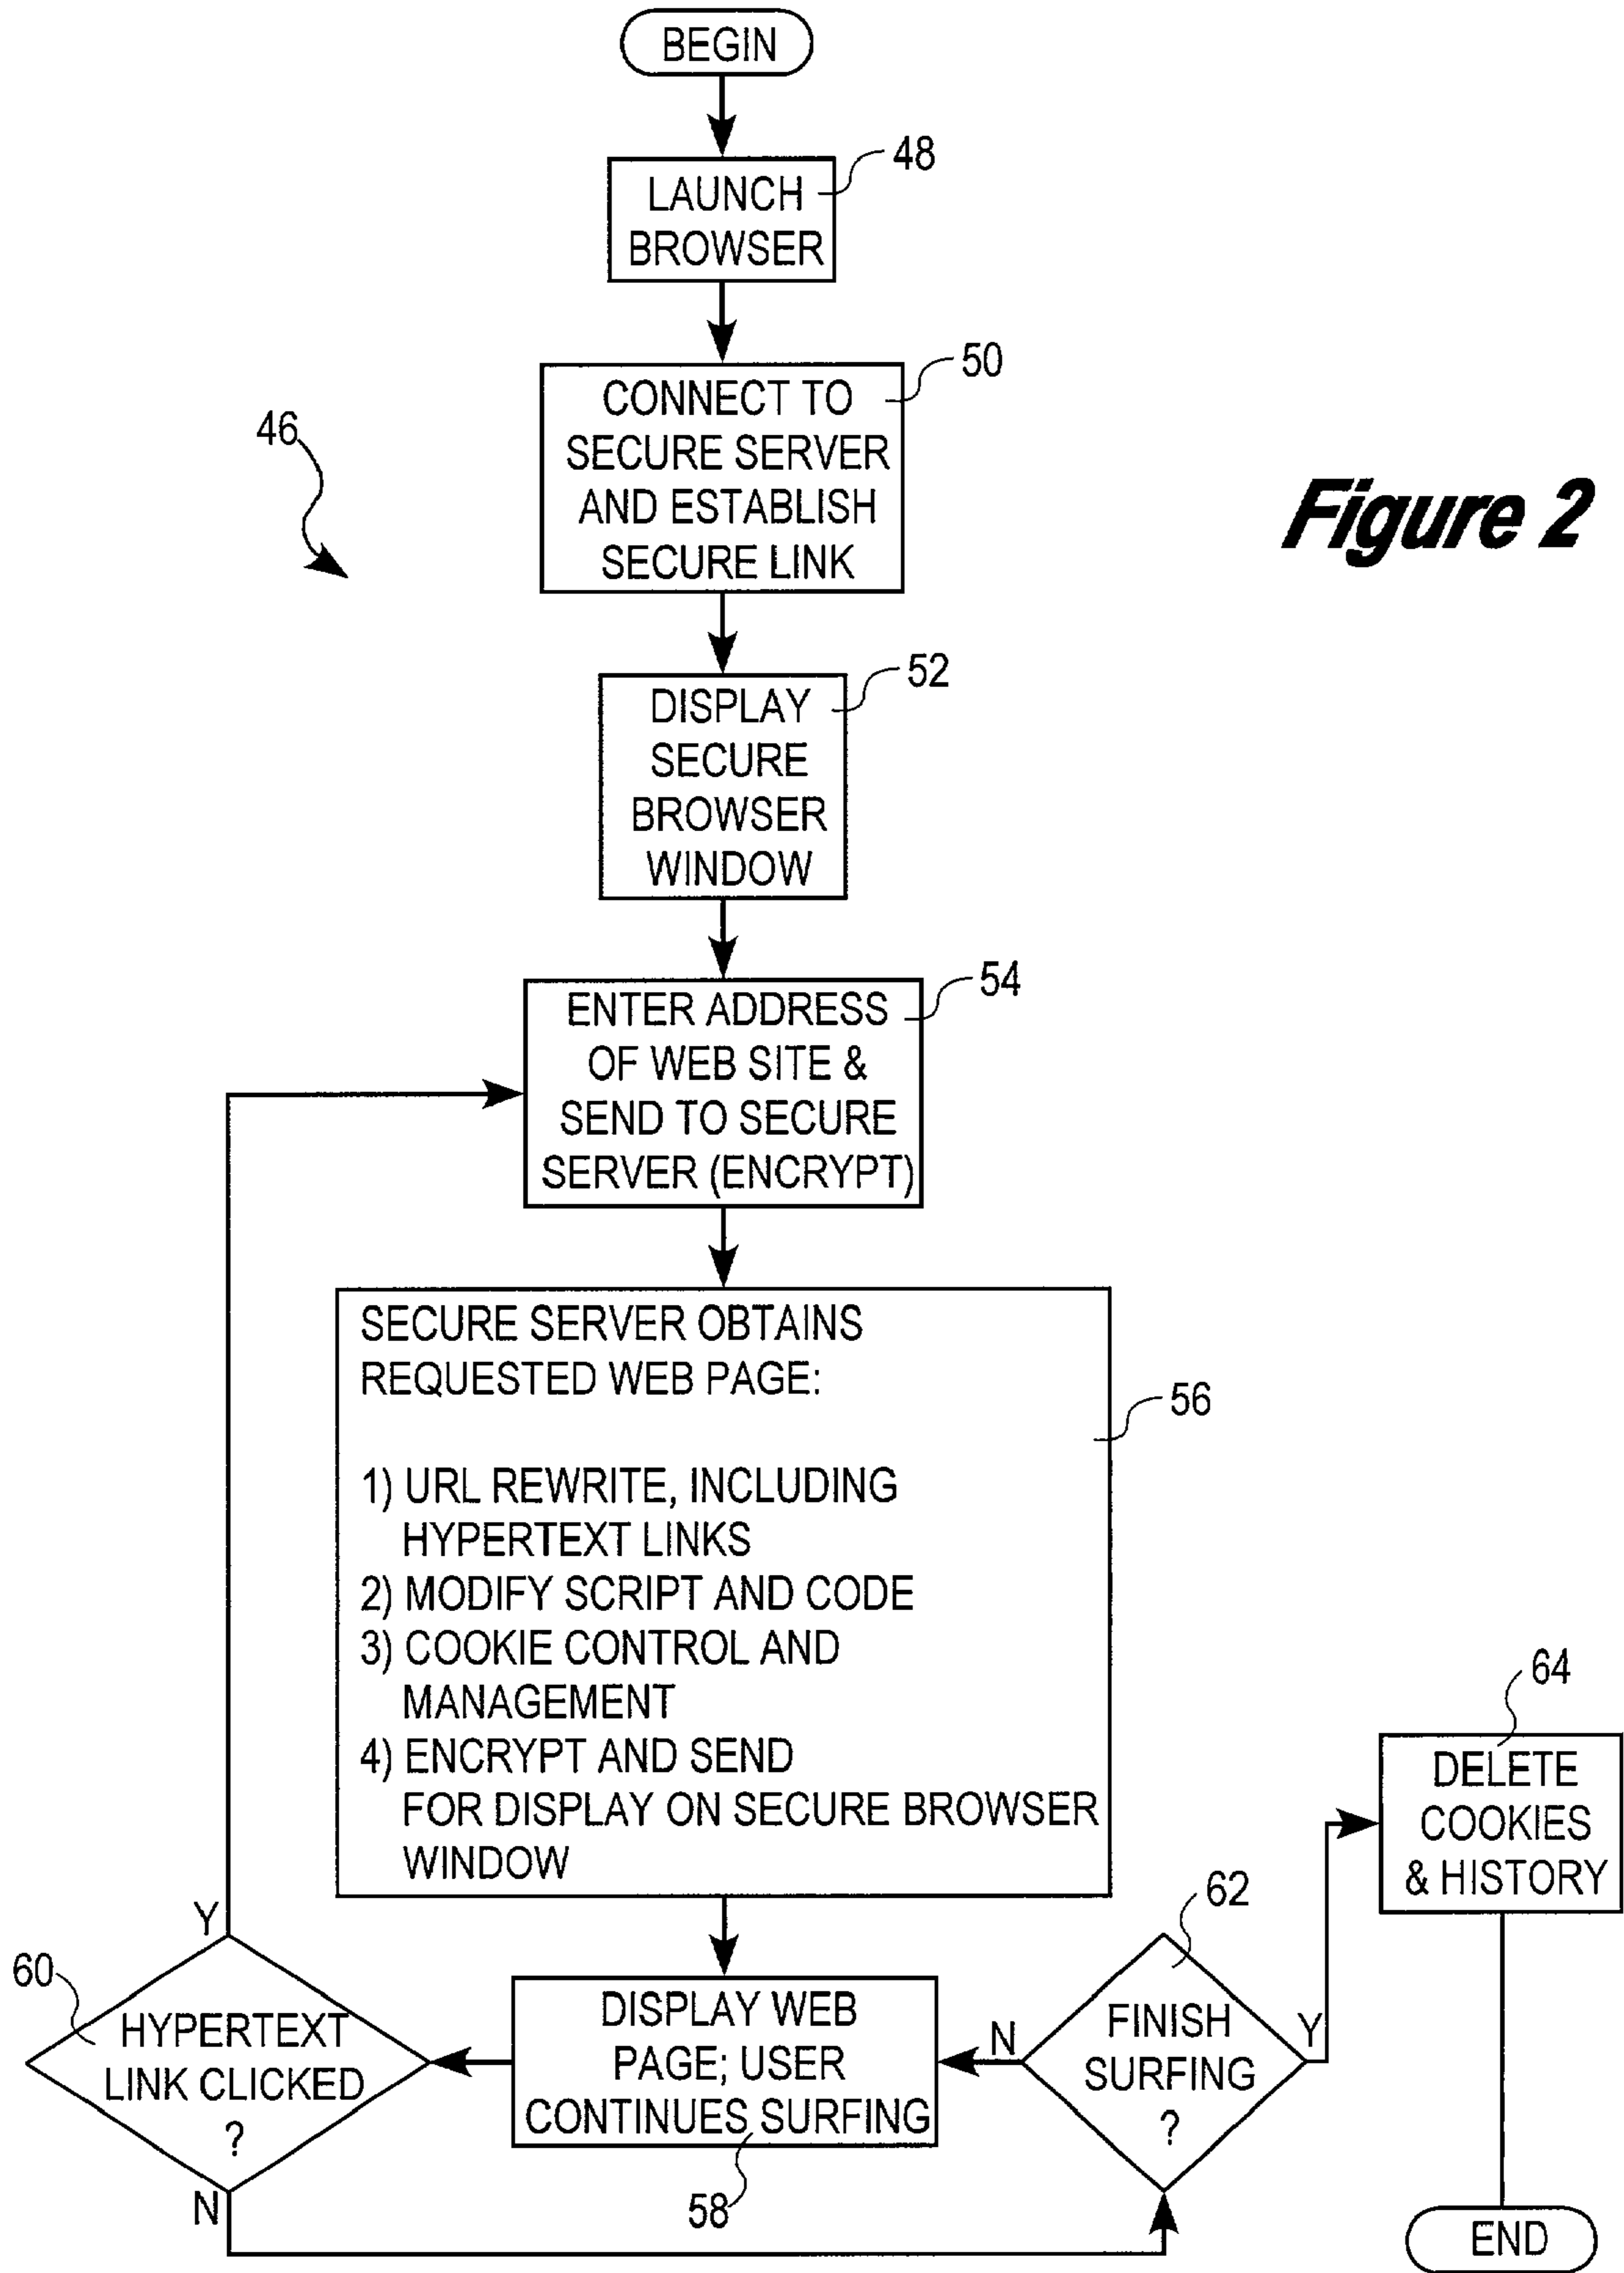 BEGIN
48
LAUNCH
BROWSER
50
CONNECT TO
SECURE SERVER
AND ESTABLISH
SECURE LINK
46
Figure 2
52
DISPLAY
SECURE
BROWSER
WINDOW
54
ENTER ADDRESS
OF WEB SITE &
SEND TO SECURE
SERVER (ENCRYPT)
SECURE SERVER OBTAINS
REQUESTED WEB PAGE:
56
1) URL REWRITE, INCLUDING
HYPERTEXT LINKS
2) MODIFY SCRIPT AND CODE
3) COOKIE CONTROL AND
MANAGEMENT
4) ENCRYPT AND SEND
FOR DISPLAY ON SECURE BROWSER
WINDOW
64
DELETE
COOKIES
& HISTORY
Y
60
HYPERTEXT
LINK CLICKED
?
N
DISPLAY WEB
PAGE; USER
CONTINUES SURFING
58
62
N
FINISH
SURFING
?
Y
END